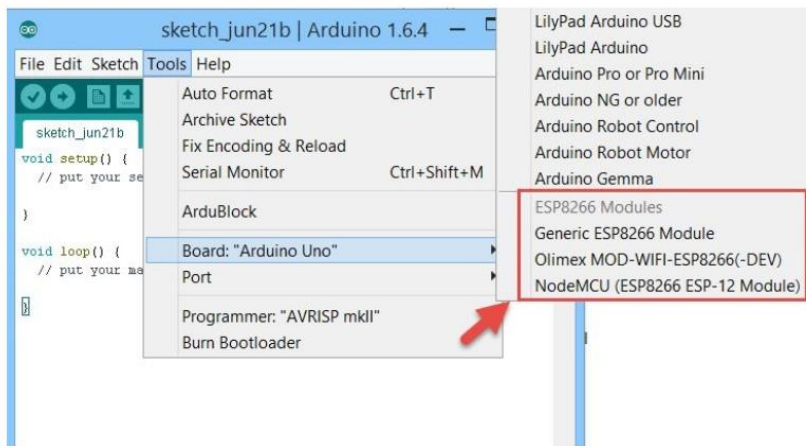 sketch_jun21b | Arduino 1.6.4
File Edit Sketch Tools Help
sketch_jun21b
void setup() {
// put your se
}
void loop() {
// put your ma
}
Auto Format Ctrl+T
Archive Sketch
Fix Encoding & Reload
Serial Monitor Ctrl+Shift+M
ArduBlock
Board: "Arduino Uno"
Port
Programmer: "AVRISP mkII"
Burn Bootloader
LilyPad Arduino USB
LilyPad Arduino
Arduino Pro or Pro Mini
Arduino NG or older
Arduino Robot Control
Arduino Robot Motor
Arduino Gemma
ESP8266 Modules
Generic ESP8266 Module
Olimex MOD-WIFI-ESP8266(-DEV)
NodeMCU (ESP8266 ESP-12 Module)